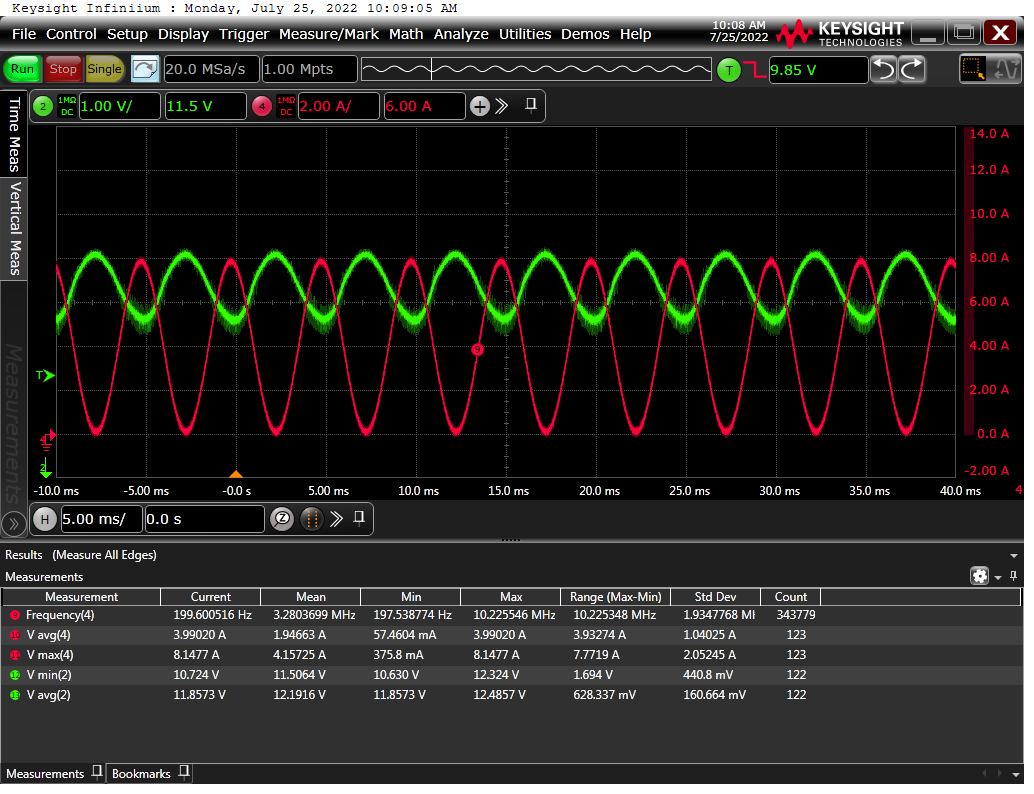 Keysight Infiniium : Monday, July 25, 2022 10:09:05 AM
File Control Setup Display Trigger Measure/Mark Math Analyze Utilities Demos Help
10:08 AM
7/25/2022
KEYSIGHT
TECHNOLOGIES
Run Stop Single 20.0 MSa/s 1.00 Mpts T 9.85 V
2 1MΩ DC 1.00 V/ 11.5 V 4 1MΩ DC 2.00 A/ 6.00 A
Time Meas
Vertical Meas
Measurements
14.0 A
12.0 A
10.0 A
8.00 A
6.00 A
4.00 A
2.00 A
0.0 A
-2.00 A
9
T
4
2
-10.0 ms -5.00 ms -0.0 s 5.00 ms 10.0 ms 15.0 ms 20.0 ms 25.0 ms 30.0 ms 35.0 ms 40.0 ms 4
H 5.00 ms/ 0.0 s Z
Results (Measure All Edges)
Measurements
Measurement Current Mean Min Max Range (Max-Min) Std Dev Count
9 Frequency(4) 199.600516 Hz 3.2803699 MHz 197.538774 Hz 10.225546 MHz 10.225348 MHz 1.9347768 MH 343779
10 V avg(4) 3.99020 A 1.94663 A 57.4604 mA 3.99020 A 3.93274 A 1.04025 A 123
11 V max(4) 8.1477 A 4.15725 A 375.8 mA 8.1477 A 7.7719 A 2.05245 A 123
12 V min(2) 10.724 V 11.5064 V 10.630 V 12.324 V 1.694 V 440.8 mV 122
13 V avg(2) 11.8573 V 12.1916 V 11.8573 V 12.4857 V 628.337 mV 160.664 mV 122
Measurements Bookmarks